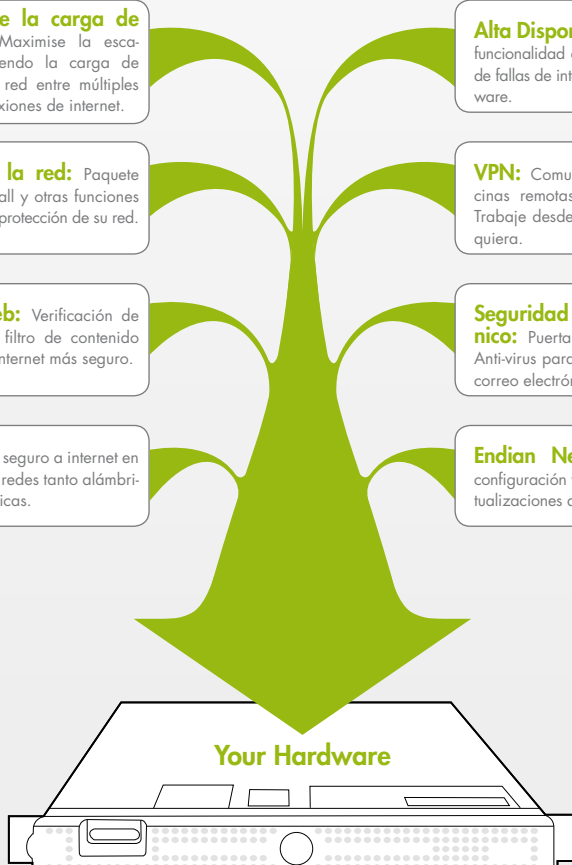 e la carga de
Maximise la esca-
endo la carga de
red entre múltiples
xiones de internet.
la red: Paquete
all y otras funciones
protección de su red.
eb: Verificación de
filtro de contenido
nternet más seguro.
seguro a internet en
redes tanto alámbri-
icas.
Alta Dispon
funcionalidad
de fallas de int
ware.
VPN: Comu
cinas remotas
Trabaje desde
quiera.
Seguridad
nico: Puerta
Anti-virus para
correo electrón
Endian Ne
configuración
tualizaciones
Your Hardware